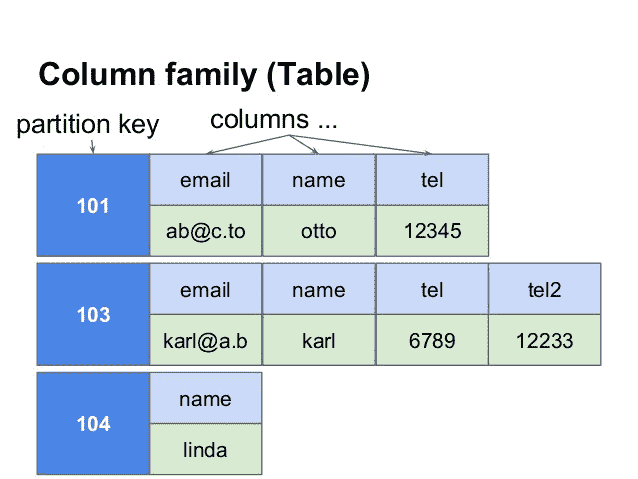 Column family (Table)
partition key
columns ...
101
email name tel
ab@c.to otto 12345
103
email name tel tel2
karl@a.b karl 6789 12233
104
name
linda